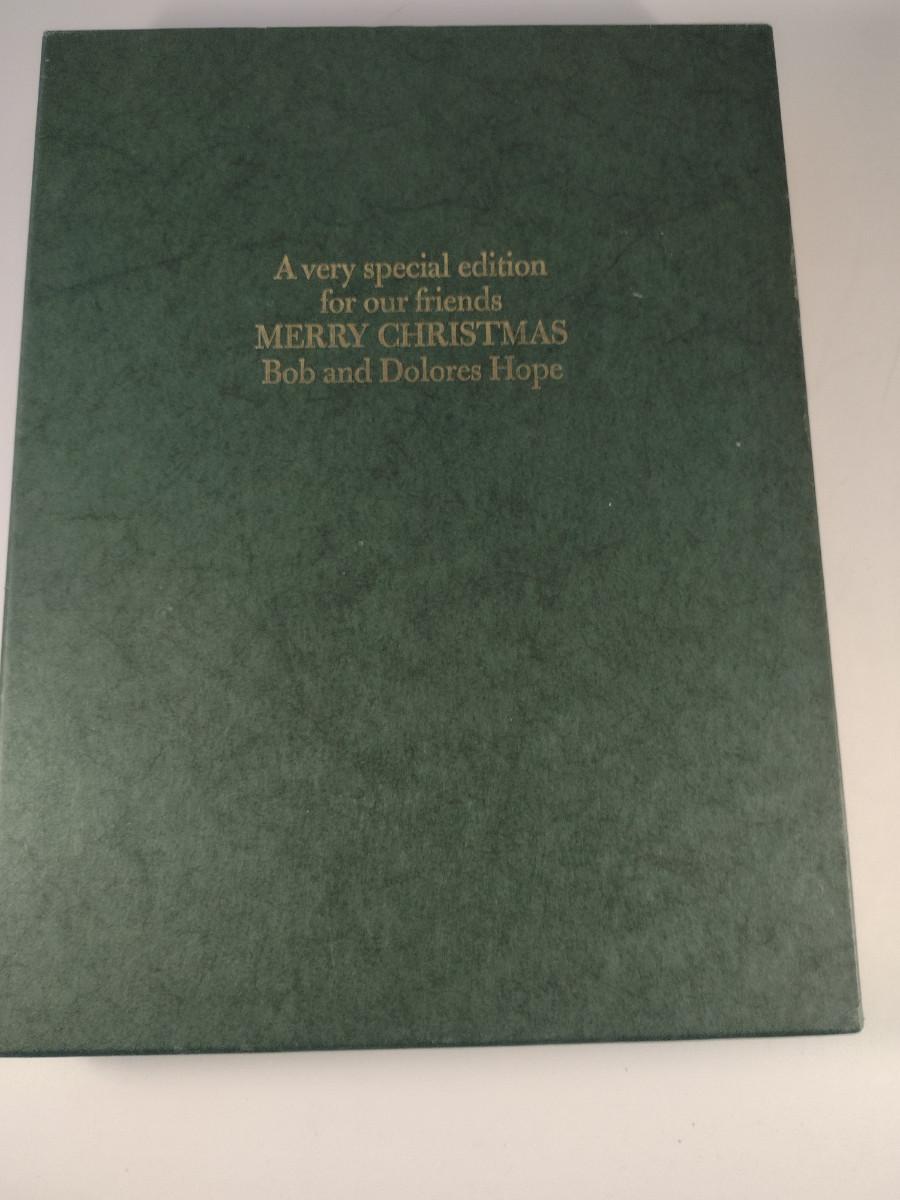 A very special edition
for our friends
MERRY CHRISTMAS
Bob and Dolores Hope